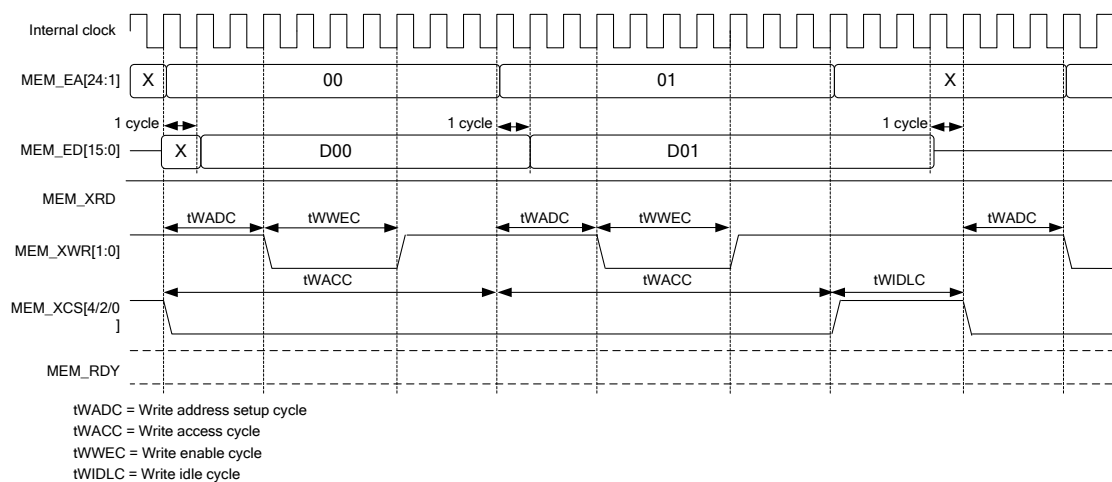 Internal clock
MEM_EA[24:1] X 00 01 X
1 cycle 1 cycle 1 cycle
MEM_ED[15:0] X D00 D01
MEM_XRD
tWADC tWWEC tWADC tWWEC tWADC
MEM_XWR[1:0]
tWACC tWACC tWIDLC
MEM_XCS[4/2/0
]
MEM_RDY
tWADC = Write address setup cycle
tWACC = Write access cycle
tWWEC = Write enable cycle
tWIDLC = Write idle cycle